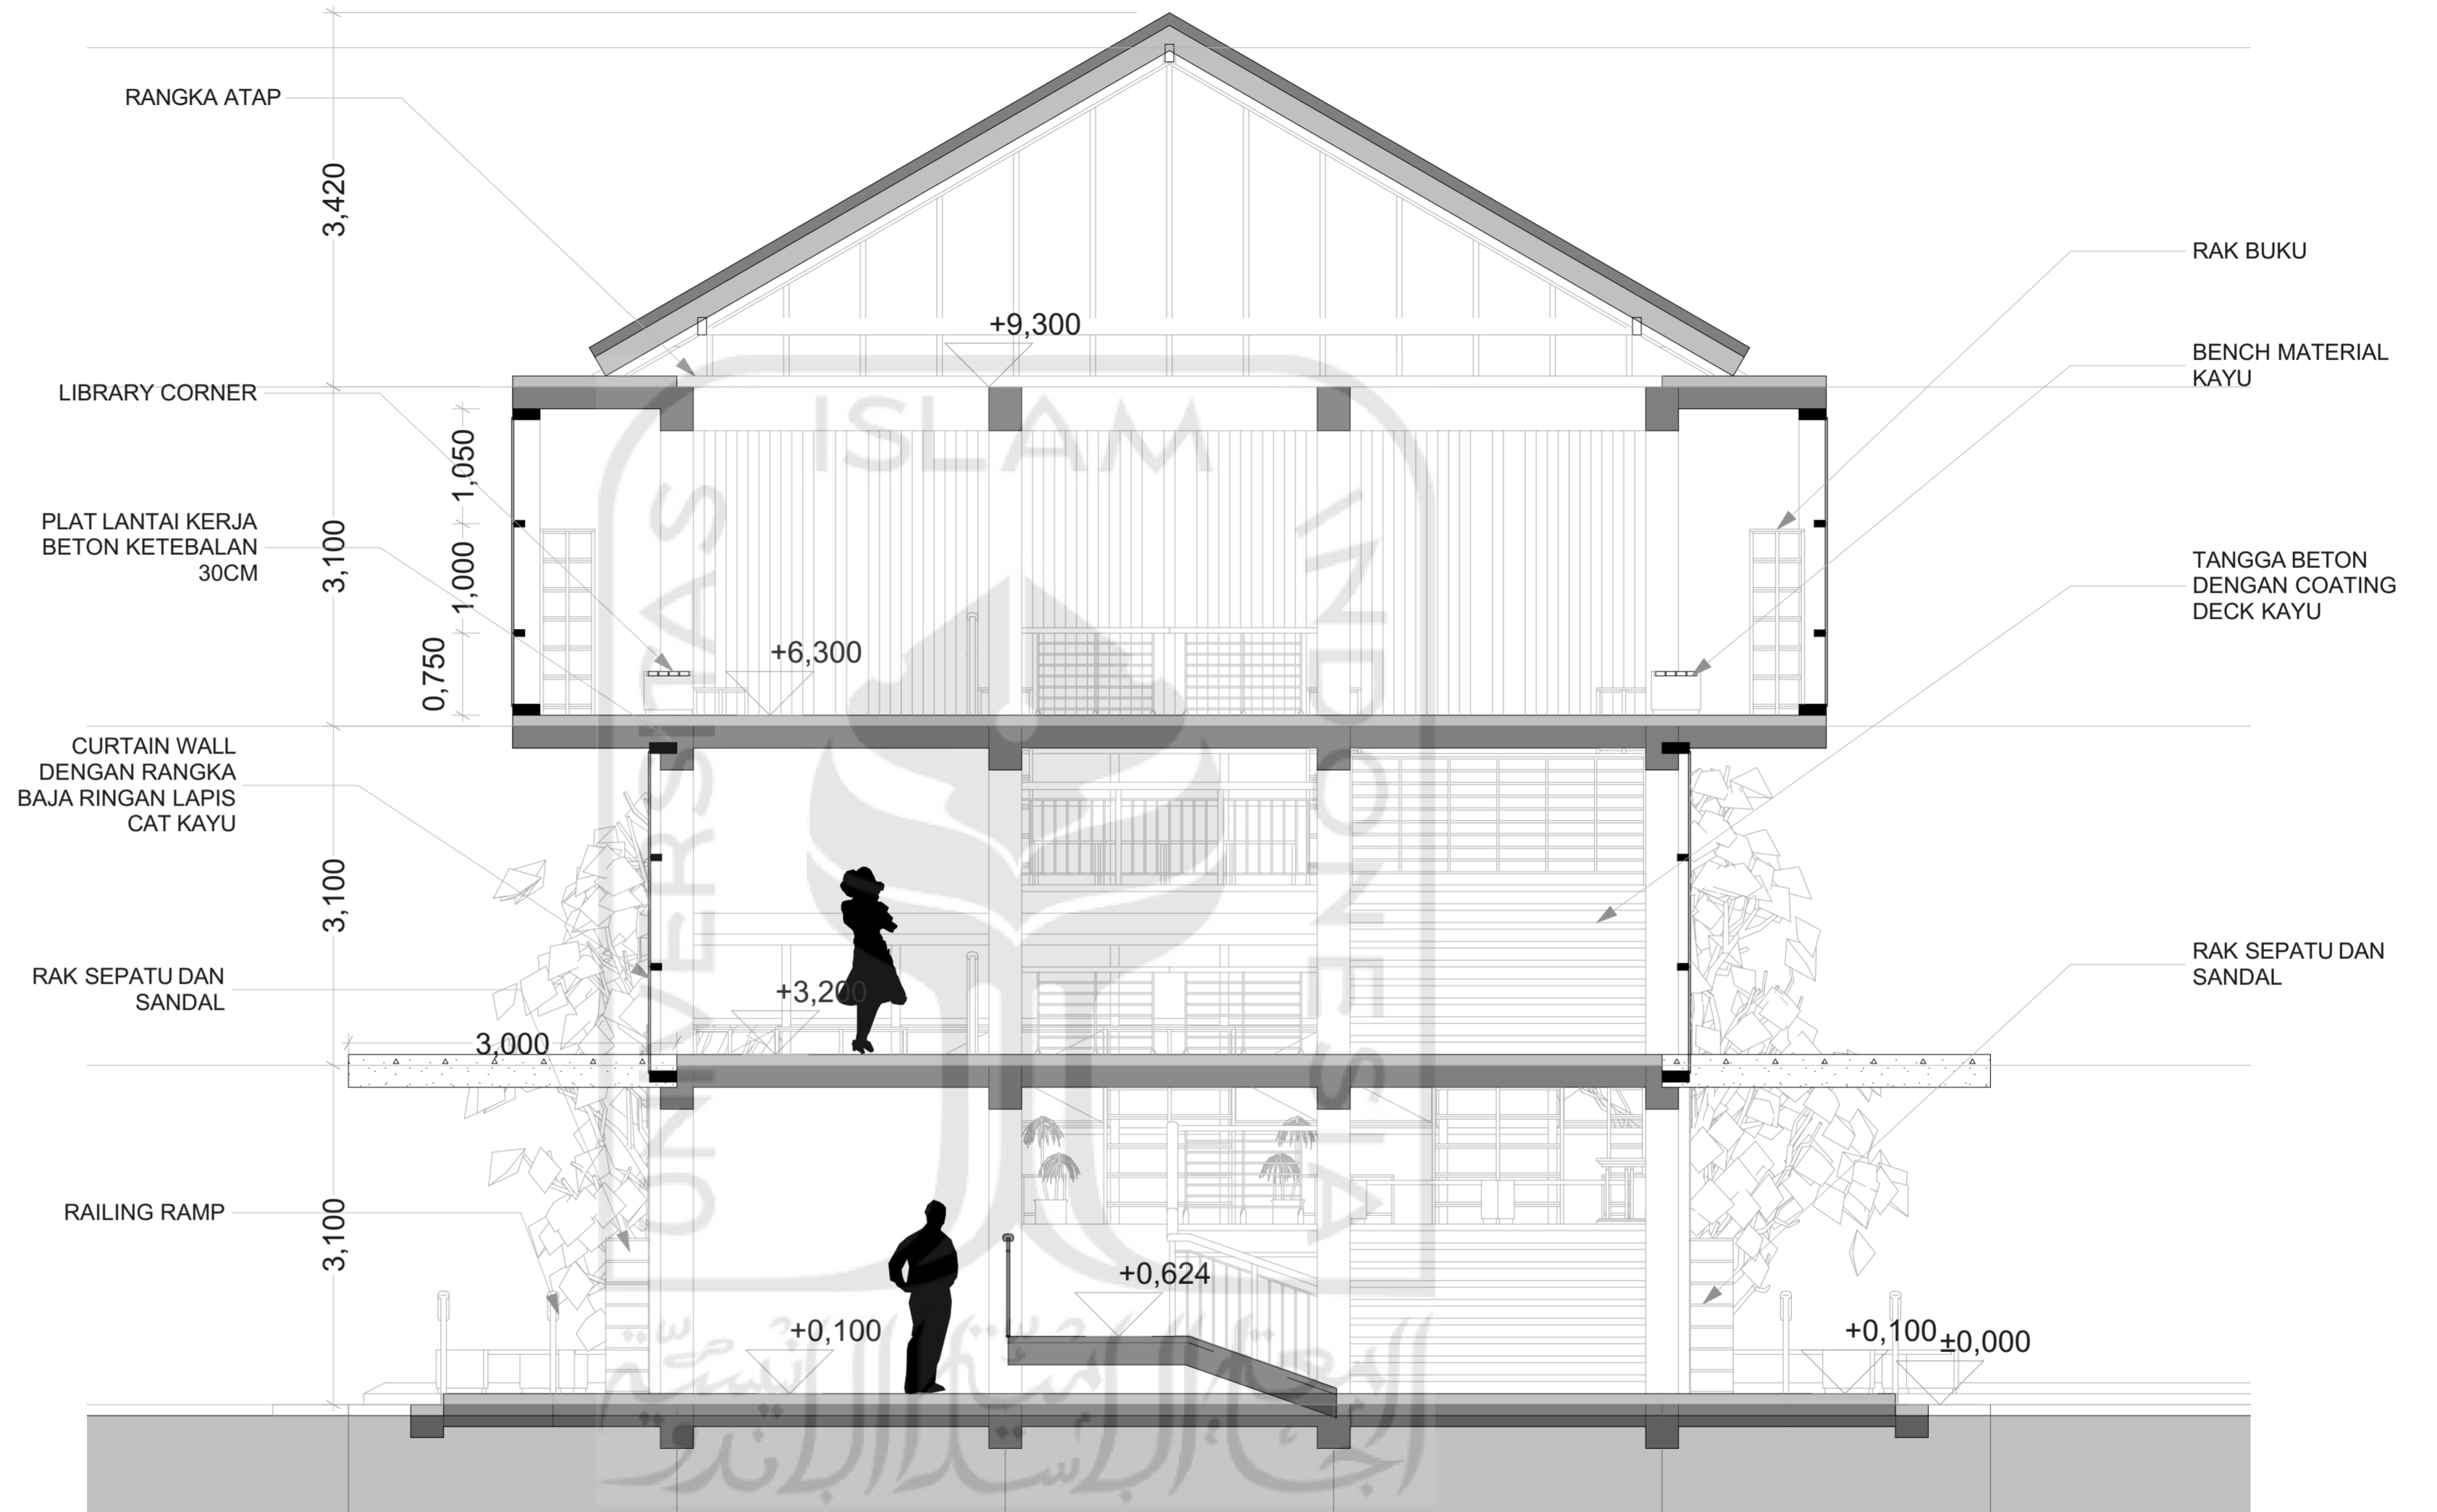 RANGKA ATAP
3,420
RAK BUKU
+9,300
BENCH MATERIAL
KAYU
LIBRARY CORNER
ISLAM
1,050
PLAT LANTAI KERJA
BETON KETEBALAN
30CM
3,100
1,000
TANGGA BETON
DENGAN COATING
DECK KAYU
0,750
+6,300
UNIVERSITAS
INDONESIA
CURTAIN WALL
DENGAN RANGKA
BAJA RINGAN LAPIS
CAT KAYU
3,100
RAK SEPATU DAN
SANDAL
+3,200
RAK SEPATU DAN
SANDAL
3,000
RAILING RAMP
3,100
+0,624
+0,100
+0,100
±0,000